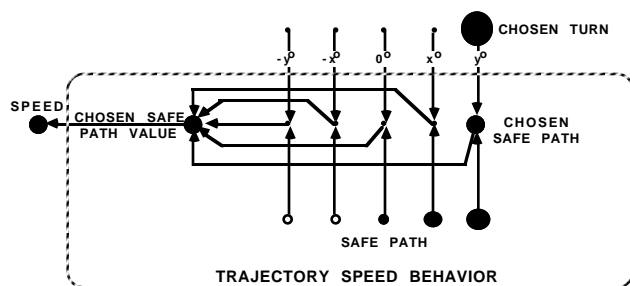 CHOSEN TURN
-y° -x° 0° x° y°
SPEED
CHOSEN SAFE
PATH VALUE
CHOSEN
SAFE PATH
SAFE PATH
TRAJECTORY SPEED BEHAVIOR